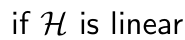 if ℋ is linear